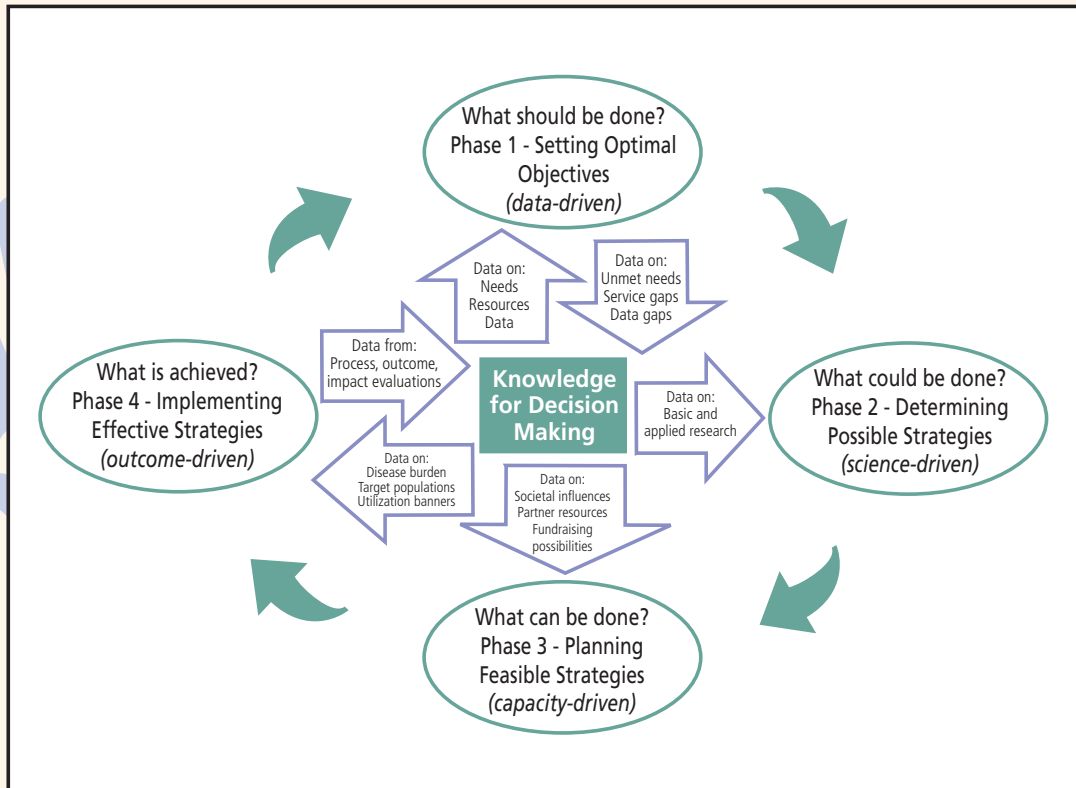 What should be done?
Phase 1 - Setting Optimal
Objectives
(data-driven)
Data on:
Needs
Resources
Data
Data on:
Unmet needs
Service gaps
Data gaps
Data from:
Process, outcome,
impact evaluations
Knowledge
for Decision
Making
Data on:
Basic and
applied research
What is achieved?
Phase 4 - Implementing
Effective Strategies
(outcome-driven)
What could be done?
Phase 2 - Determining
Possible Strategies
(science-driven)
Data on:
Disease burden
Target populations
Utilization banners
Data on:
Societal influences
Partner resources
Fundraising
possibilities
What can be done?
Phase 3 - Planning
Feasible Strategies
(capacity-driven)